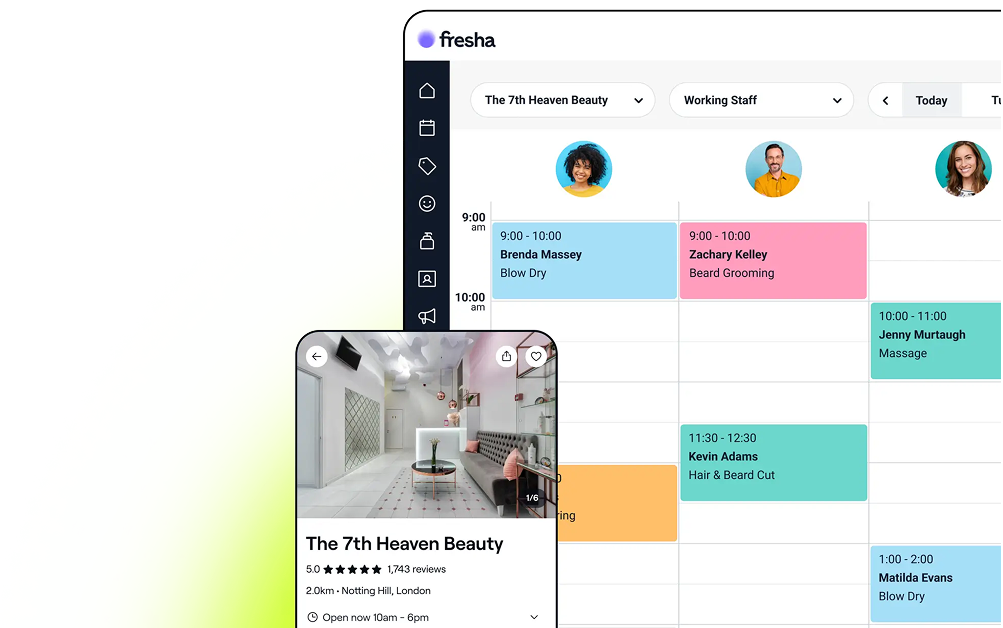 fresha
The 7th Heaven Beauty
Working Staff
Today
9:00
am
9:00 - 10:00
Brenda Massey
Blow Dry
9:00 - 10:00
Zachary Kelley
Beard Grooming
10:00
am
10:00 - 11:00
Jenny Murtaugh
Massage
11:30 - 12:30
Kevin Adams
Hair & Beard Cut
1:00 - 2:00
Matilda Evans
Blow Dry
1/6
The 7th Heaven Beauty
5.0 ★★★★★ 1,743 reviews
2.0km • Notting Hill, London
Open now 10am - 6pm